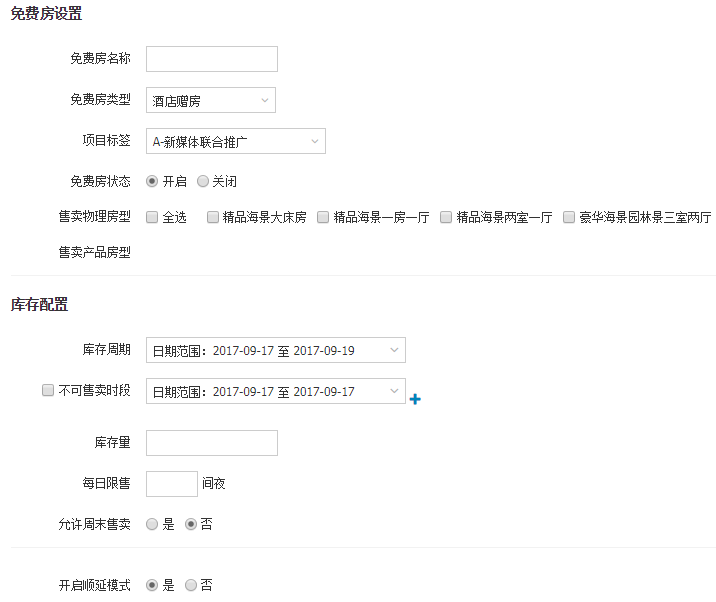 免费房设置
免费房名称
免费房类型 酒店赠房
项目标签 A-新媒体联合推广
免费房状态 开启 关闭
售卖物理房型 全选 精品海景大床房 精品海景一房一厅 精品海景两室一厅 豪华海景园林景三室两厅
售卖产品房型
库存配置
库存周期 日期范围：2017-09-17 至 2017-09-19
不可售卖时段 日期范围：2017-09-17 至 2017-09-17
库存量
每日限售 间夜
允许周末售卖 是 否
开启顺延模式 是 否